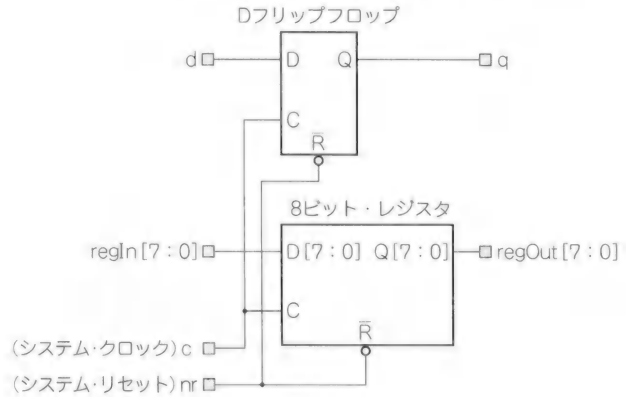 Dフリップフロップ
d D Q q
C
R̅
8ビット・レジスタ
regIn[7:0] D[7:0] Q[7:0] regOut[7:0]
C
R̅
(システム・クロック)c
(システム・リセット)nr